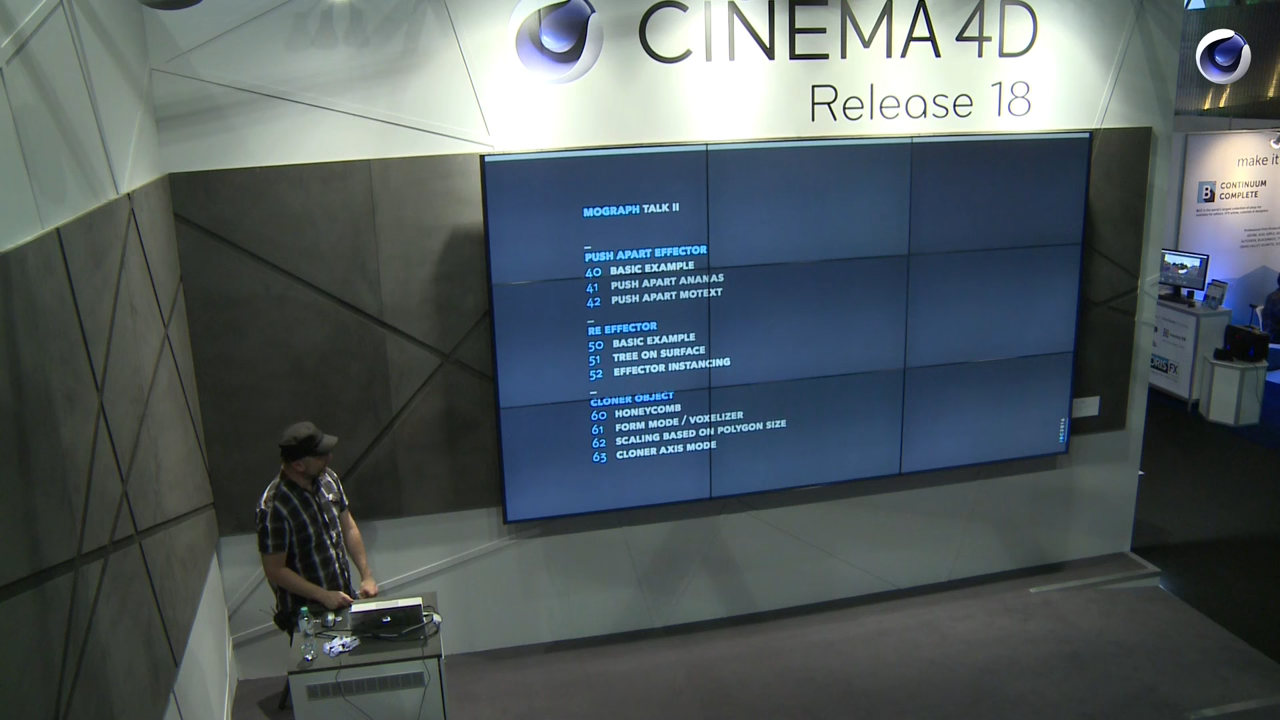 CINEMA 4D
Release 18
MOGRAPH TALK II
PUSH APART EFFECTOR
40 BASIC EXAMPLE
41 PUSH APART ANANAS
42 PUSH APART MOTEXT
RE EFFECTOR
50 BASIC EXAMPLE
51 TREE ON SURFACE
52 EFFECTOR INSTANCING
CLONER OBJECT
60 HONEYCOMB
61 FORM MODE / VOXELIZER
62 SCALING BASED ON POLYGON SIZE
63 CLONER AXIS MODE
make it
B CONTINUUM
COMPLETE
FX